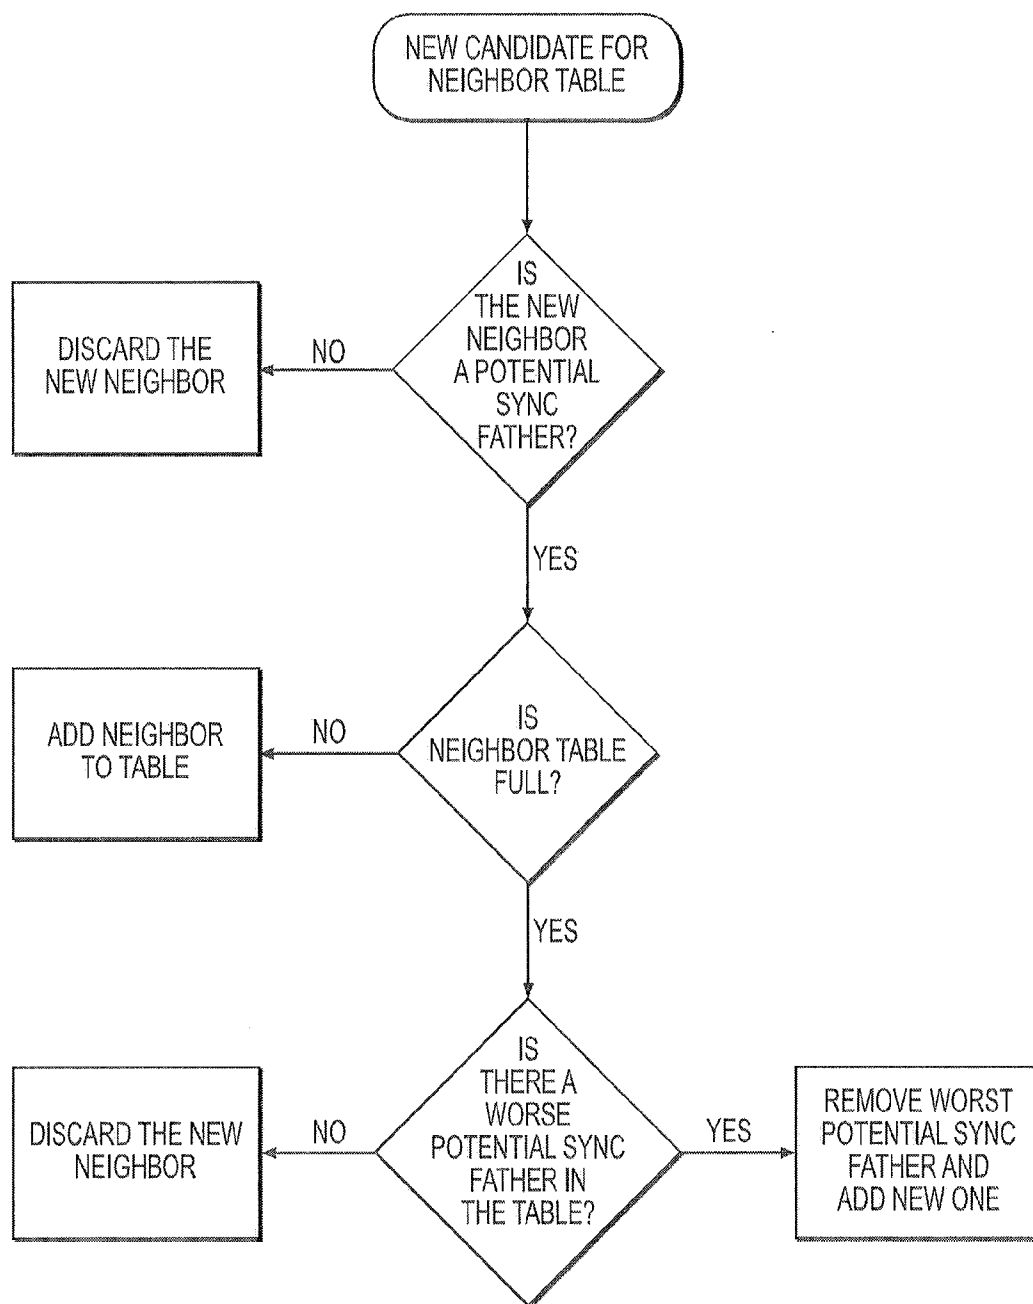 NEW CANDIDATE FOR
NEIGHBOR TABLE
IS
THE NEW
NEIGHBOR
A POTENTIAL
SYNC
FATHER?
NO
DISCARD THE
NEW NEIGHBOR
YES
IS
NEIGHBOR TABLE
FULL?
NO
ADD NEIGHBOR
TO TABLE
YES
IS
THERE A
WORSE
POTENTIAL SYNC
FATHER IN
THE TABLE?
NO
DISCARD THE NEW
NEIGHBOR
YES
REMOVE WORST
POTENTIAL SYNC
FATHER AND
ADD NEW ONE